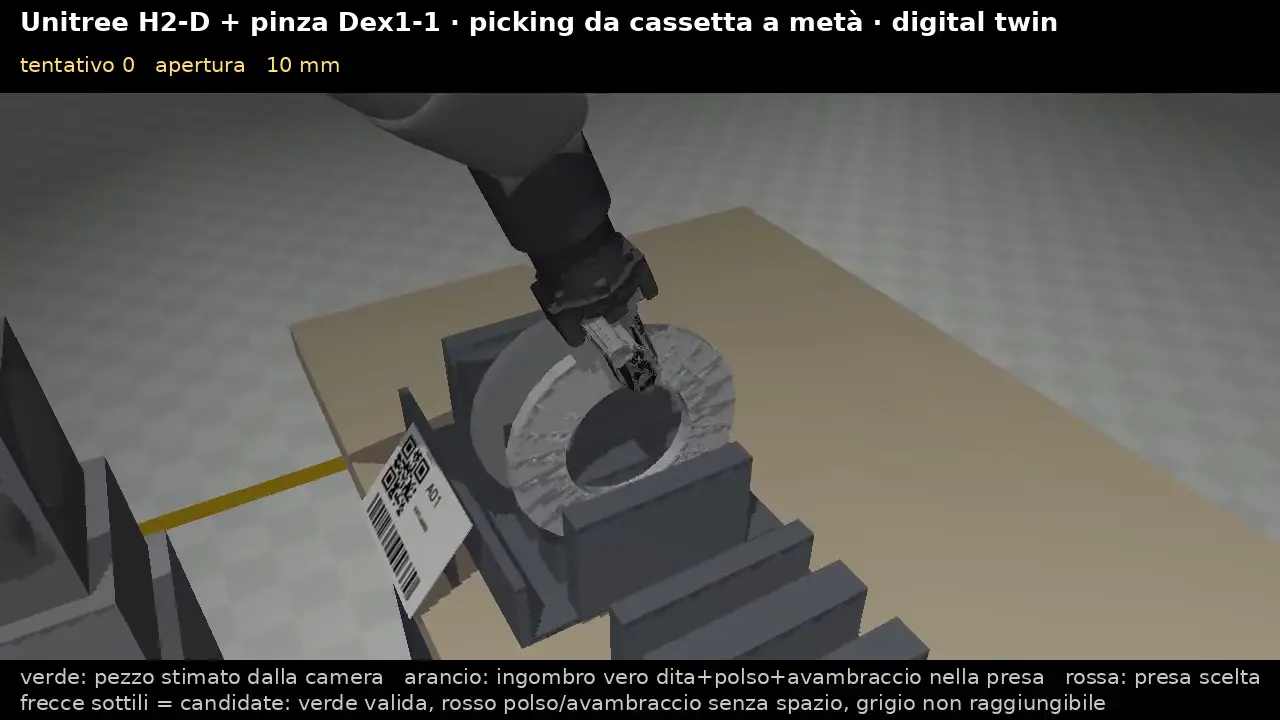 Unitree H2-D + pinza Dex1-1 · picking da cassetta a metà · digital twin
tentativo 0   apertura   10 mm
AD1
verde: pezzo stimato dalla camera   arancio: ingombro vero dita+polso+avambraccio nella presa   rossa: presa scelta
frecce sottili = candidate: verde valida, rosso polso/avambraccio senza spazio, grigio non raggiungibile